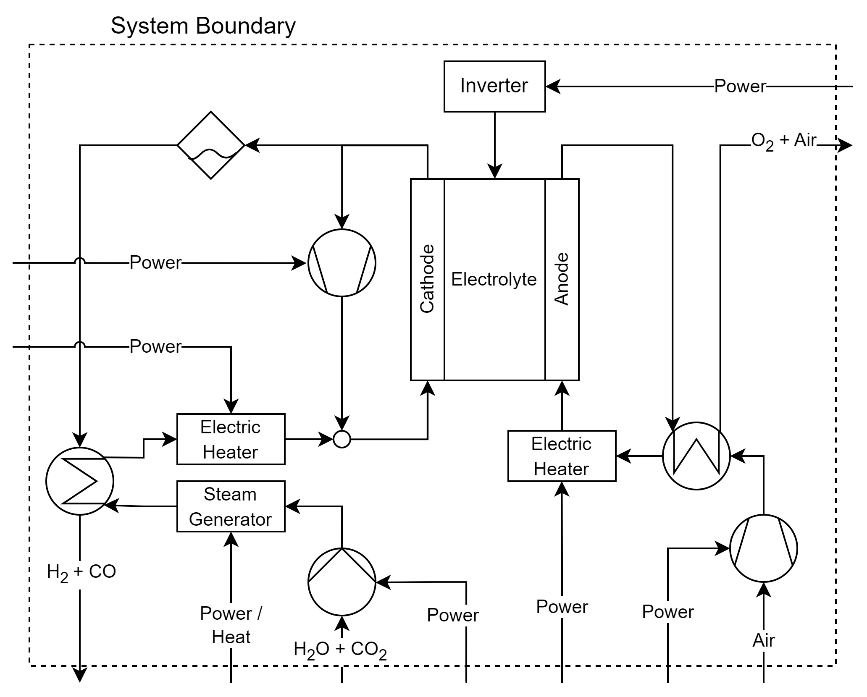 System Boundary
Inverter
Power
O₂ + Air
Power
Cathode
Electrolyte
Anode
Power
Electric
Heater
Electric
Heater
Steam
Generator
H₂ + CO
Power /
Heat
H₂O + CO₂
Power
Power
Power
Air